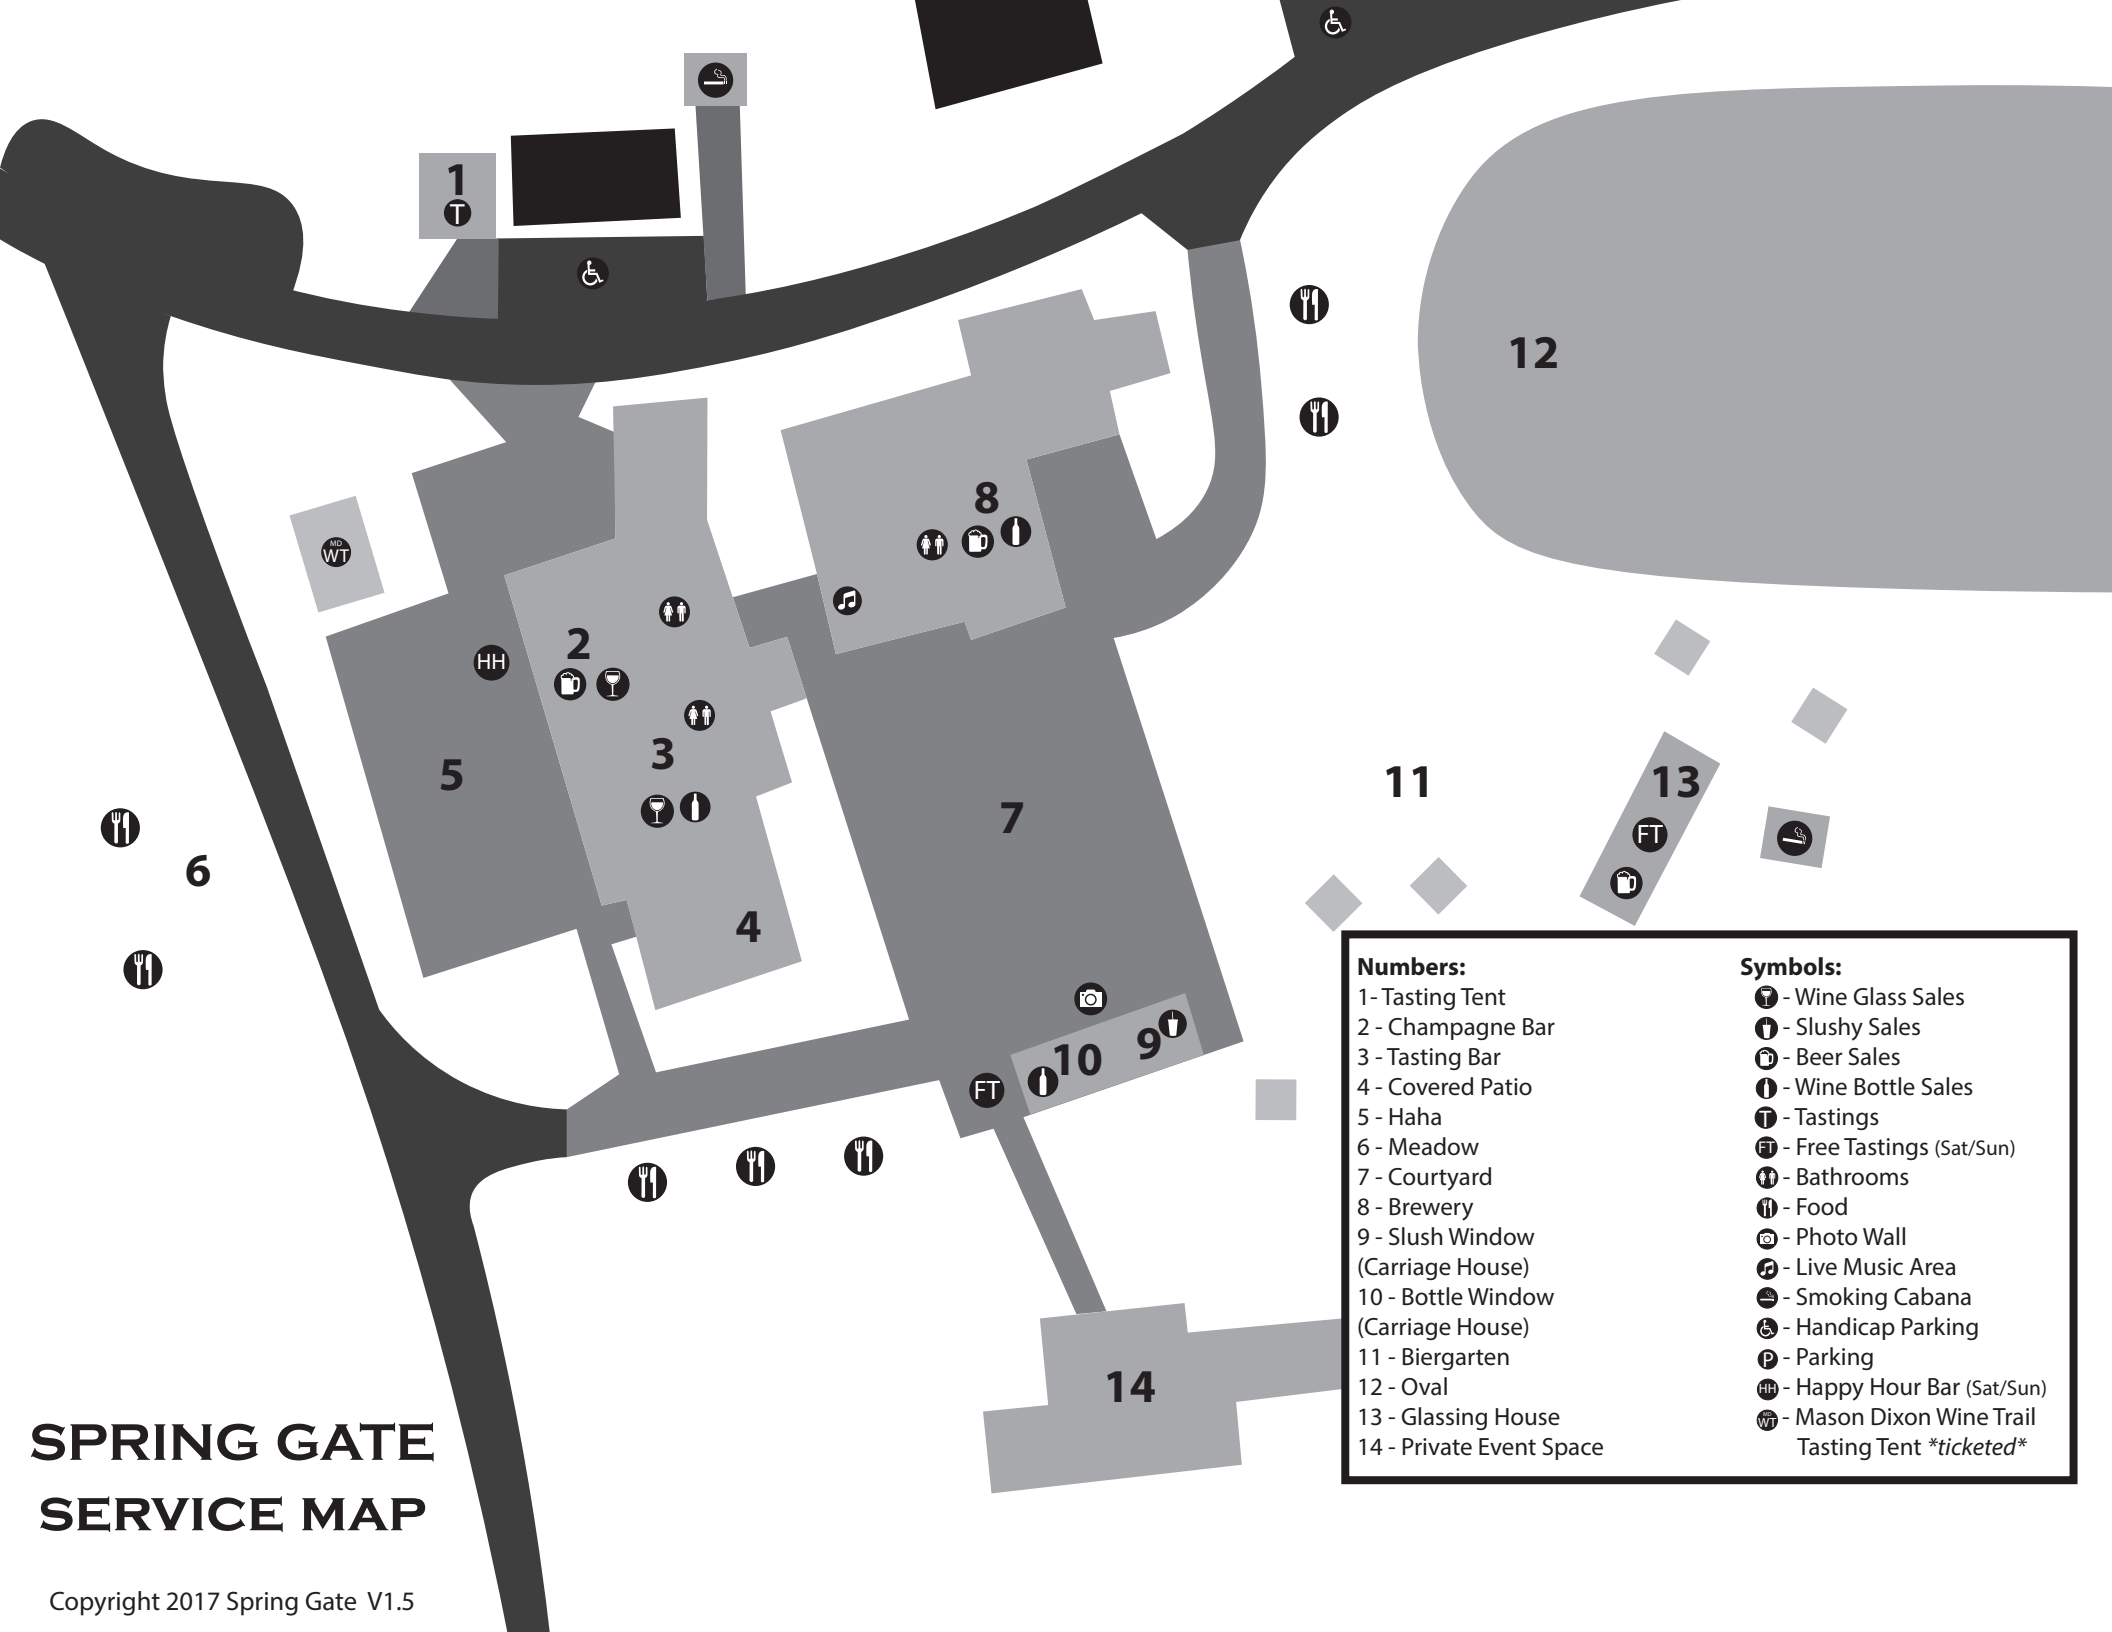 1
T
12
8
MD
WT
2
HH
3
5
11
13
7
FT
6
4
9
10
FT
14
Numbers:
1- Tasting Tent
2 - Champagne Bar
3 - Tasting Bar
4 - Covered Patio
5 - Haha
6 - Meadow
7 - Courtyard
8 - Brewery
9 - Slush Window
(Carriage House)
10 - Bottle Window
(Carriage House)
11 - Biergarten
12 - Oval
13 - Glassing House
14 - Private Event Space
Symbols:
- Wine Glass Sales
- Slushy Sales
- Beer Sales
- Wine Bottle Sales
T - Tastings
FT - Free Tastings (Sat/Sun)
- Bathrooms
- Food
- Photo Wall
- Live Music Area
- Smoking Cabana
- Handicap Parking
P - Parking
HH - Happy Hour Bar (Sat/Sun)
MD WT - Mason Dixon Wine Trail
Tasting Tent *ticketed*
SPRING GATE
SERVICE MAP
Copyright 2017 Spring Gate V1.5